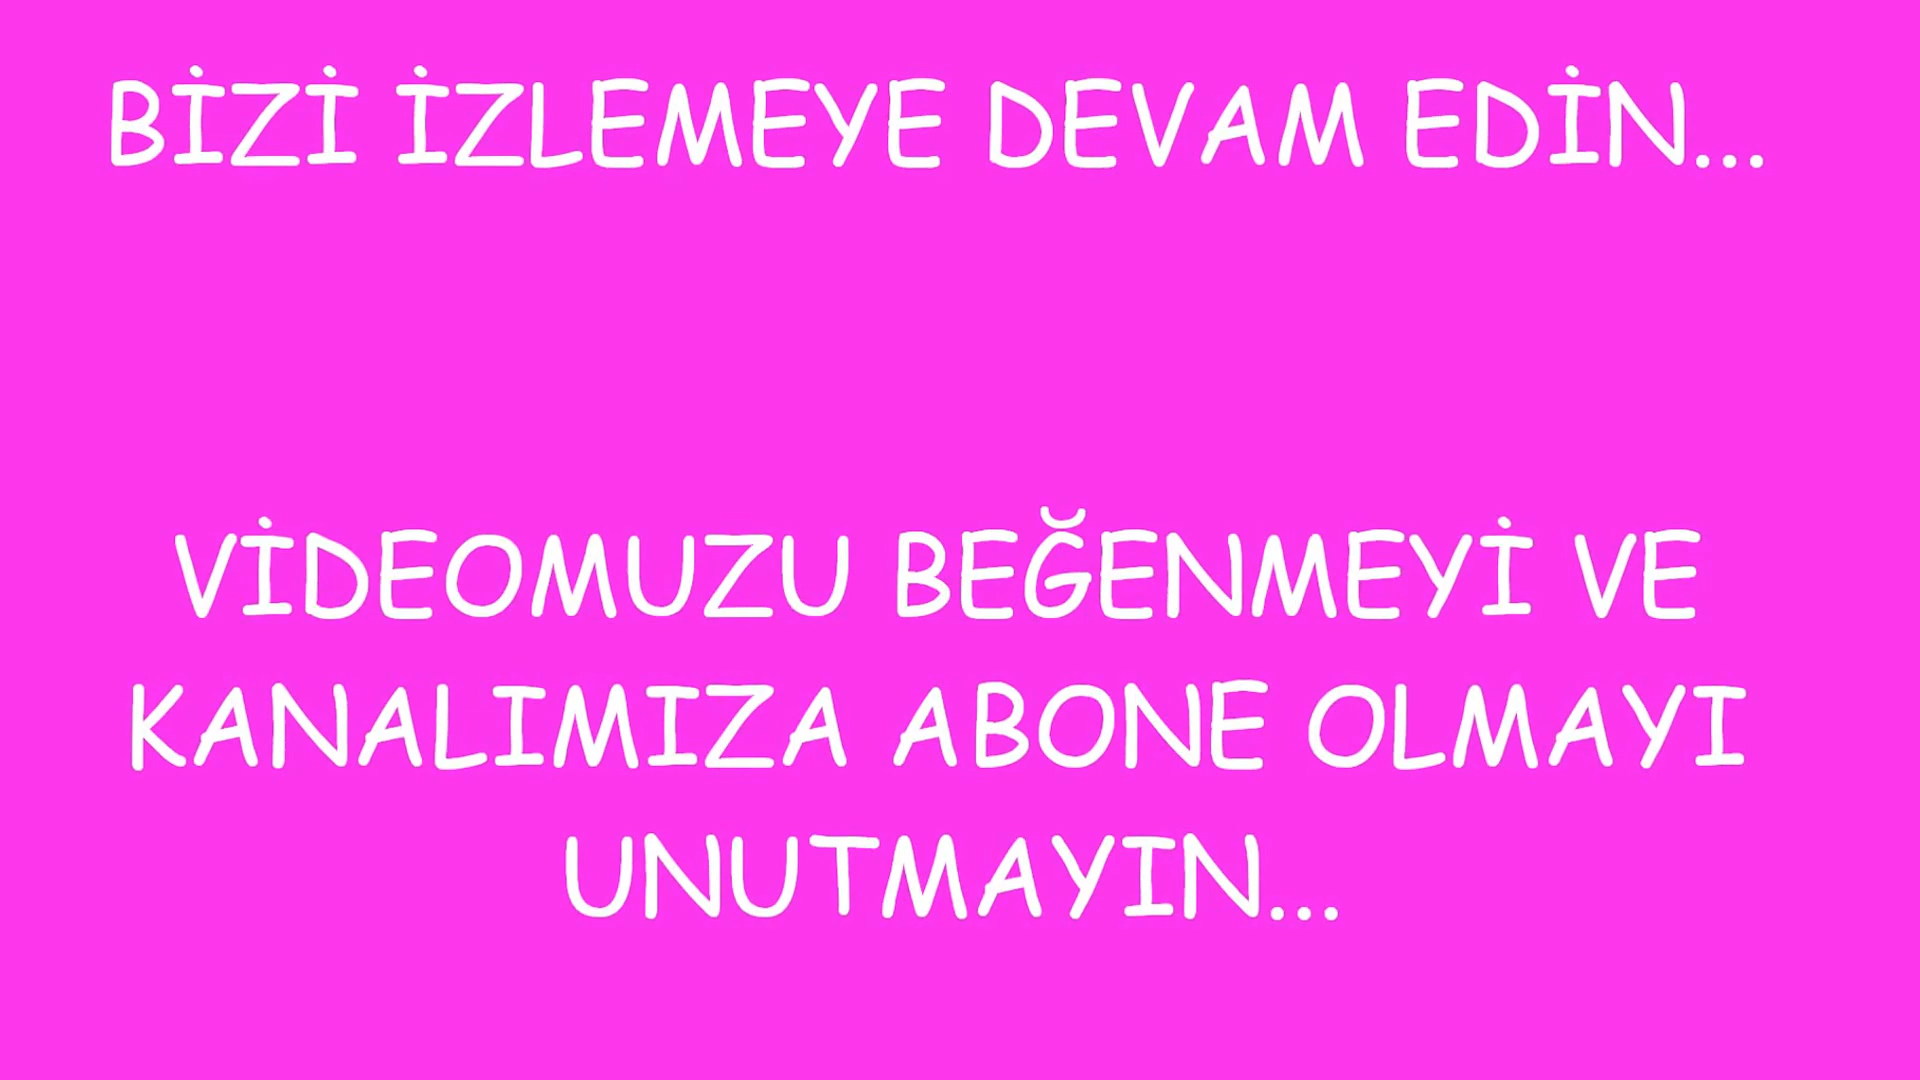 BİZİ İZLEMEYE DEVAM EDİN...
VİDEOMUZU BEĞENMEYİ VE
KANALIMIZA ABONE OLMAYI
UNUTMAYIN...